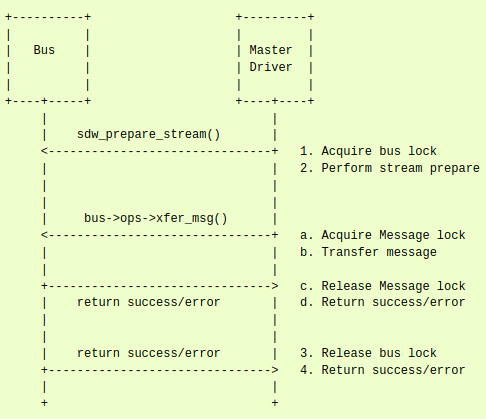 +----------+                    +---------+
|          |                    |         |
|   Bus    |                    | Master  |
|          |                    | Driver  |
|          |                    |         |
+----+-----+                    +----+----+
     |                               |
     |    sdw_prepare_stream()       |
     <-------------------------------+   1. Acquire bus lock
     |                               |   2. Perform stream prepare
     |                               |
     |                               |
     |     bus->ops->xfer_msg()      |
     <-------------------------------+   a. Acquire Message lock
     |                               |   b. Transfer message
     |                               |
     +------------------------------->   c. Release Message lock
     |    return success/error       |   d. Return success/error
     |                               |
     |                               |
     |    return success/error       |   3. Release bus lock
     +------------------------------->   4. Return success/error
     |                               |
     +                               +